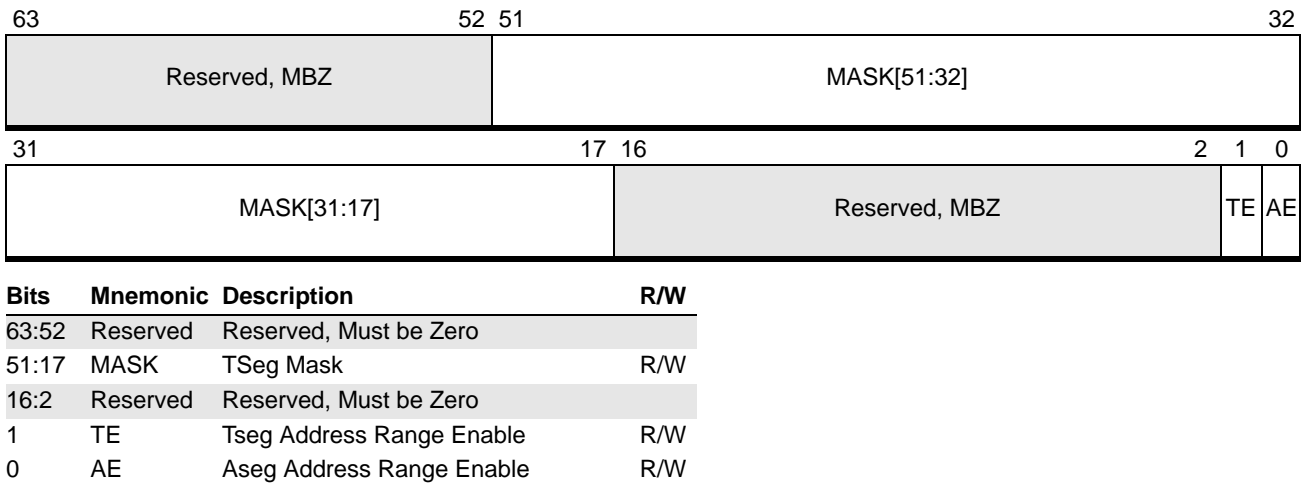 63 52 51 32
Reserved, MBZ MASK[51:32]
31 17 16 2 1 0
MASK[31:17] Reserved, MBZ TE AE
Bits Mnemonic Description R/W
63:52 Reserved Reserved, Must be Zero
51:17 MASK TSeg Mask R/W
16:2 Reserved Reserved, Must be Zero
1 TE Tseg Address Range Enable R/W
0 AE Aseg Address Range Enable R/W